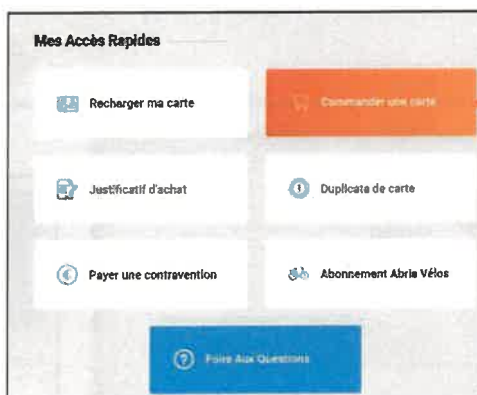 Mes Accès Rapides
Recharger ma carte
Commander une carte
Justificatif d'achat
Duplicata de carte
Payer une contravention
Abonnement Abris Vélos
Foire Aux Questions